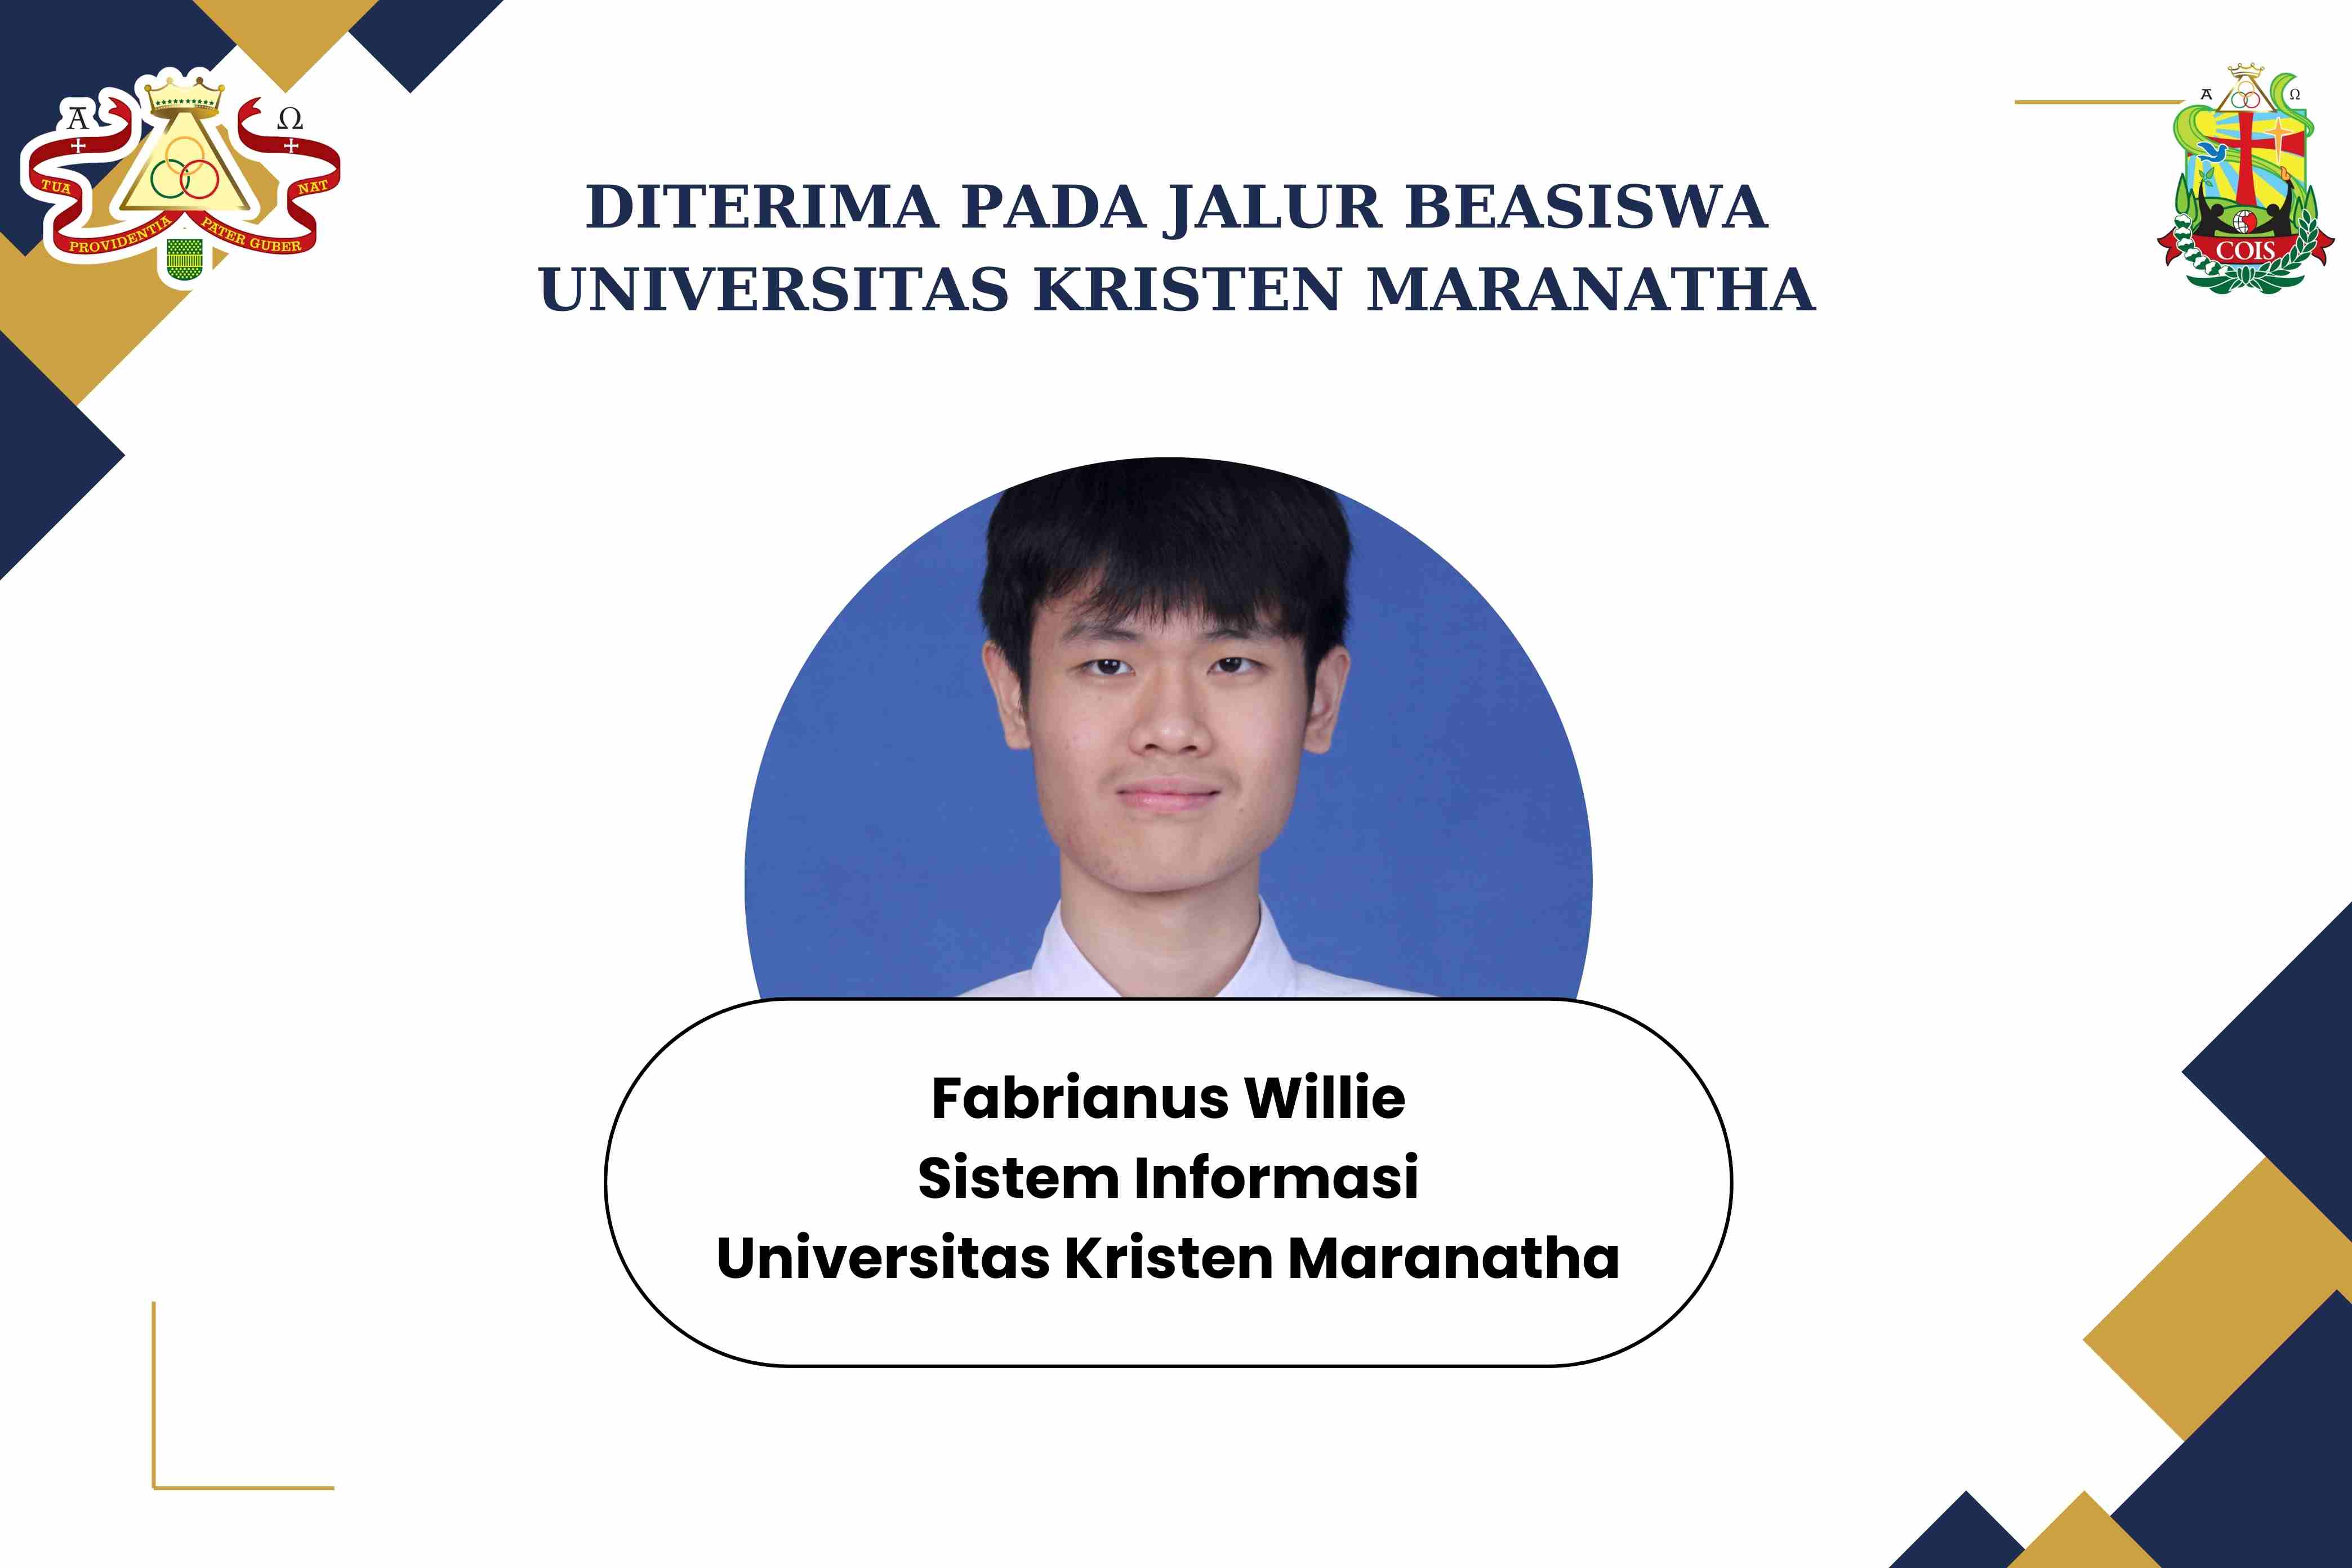 Α Ω
TUA PROVIDENTIA PATER GUBER NAT
Α Ω
COIS
DITERIMA PADA JALUR BEASISWA
UNIVERSITAS KRISTEN MARANATHA
Fabrianus Willie
Sistem Informasi
Universitas Kristen Maranatha